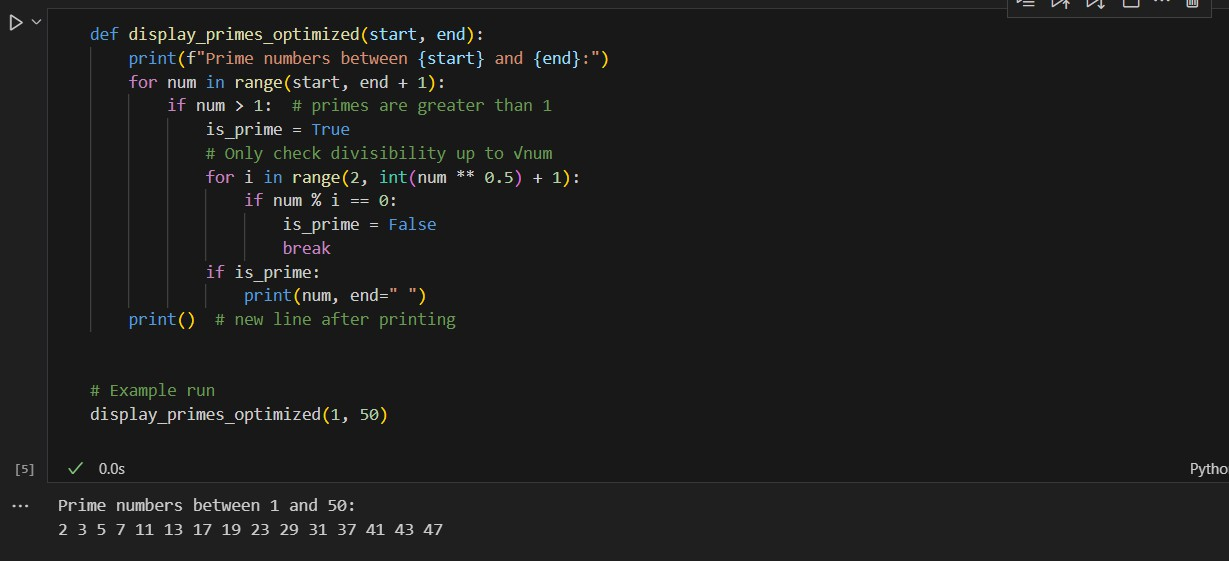 def display_primes_optimized(start, end):
    print(f"Prime numbers between {start} and {end}:")
    for num in range(start, end + 1):
        if num > 1:  # primes are greater than 1
            is_prime = True
            # Only check divisibility up to √num
            for i in range(2, int(num ** 0.5) + 1):
                if num % i == 0:
                    is_prime = False
                    break
            if is_prime:
                print(num, end=" ")
    print()  # new line after printing
# Example run
display_primes_optimized(1, 50)
[5] 0.0s Pytho
Prime numbers between 1 and 50:
2 3 5 7 11 13 17 19 23 29 31 37 41 43 47